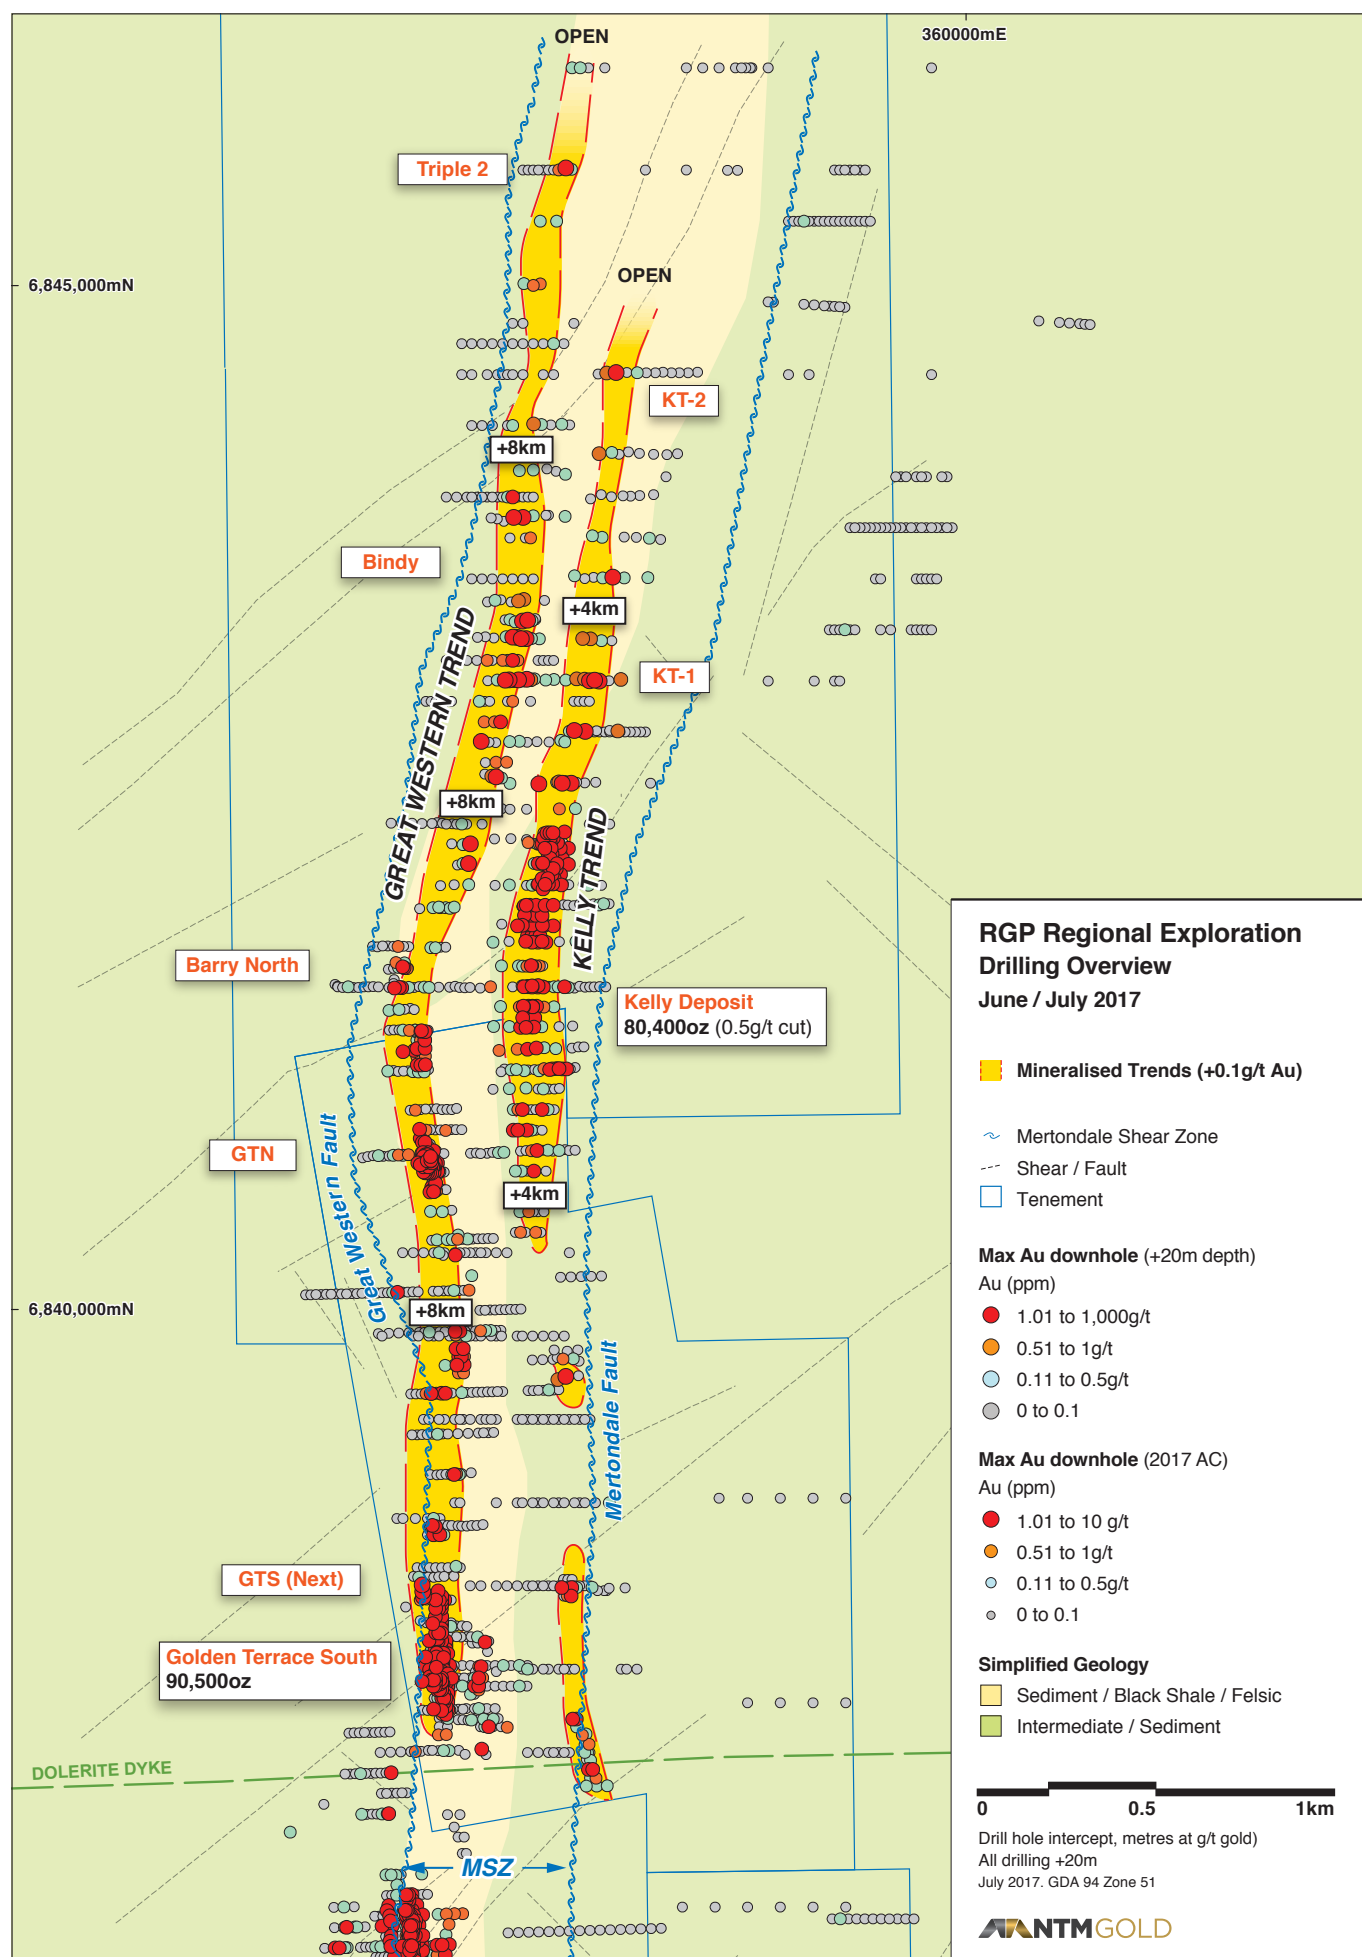 OPEN
360000mE
Triple 2
6,845,000mN
OPEN
KT-2
+8km
Bindy
+4km
GREAT WESTERN TREND
KT-1
+8km
KELLY TREND
Barry North
Kelly Deposit
80,400oz (0.5g/t cut)
GTN
Great Western Fault
+4km
6,840,000mN
+8km
Mertondale Fault
GTS (Next)
Golden Terrace South
90,500oz
DOLERITE DYKE
MSZ
RGP Regional Exploration
Drilling Overview
June / July 2017
Mineralised Trends (+0.1g/t Au)
Mertondale Shear Zone
Shear / Fault
Tenement
Max Au downhole (+20m depth)
Au (ppm)
1.01 to 1,000g/t
0.51 to 1g/t
0.11 to 0.5g/t
0 to 0.1
Max Au downhole (2017 AC)
Au (ppm)
1.01 to 10 g/t
0.51 to 1g/t
0.11 to 0.5g/t
0 to 0.1
Simplified Geology
Sediment / Black Shale / Felsic
Intermediate / Sediment
0 0.5 1km
Drill hole intercept, metres at g/t gold)
All drilling +20m
July 2017. GDA 94 Zone 51
NTMGOLD